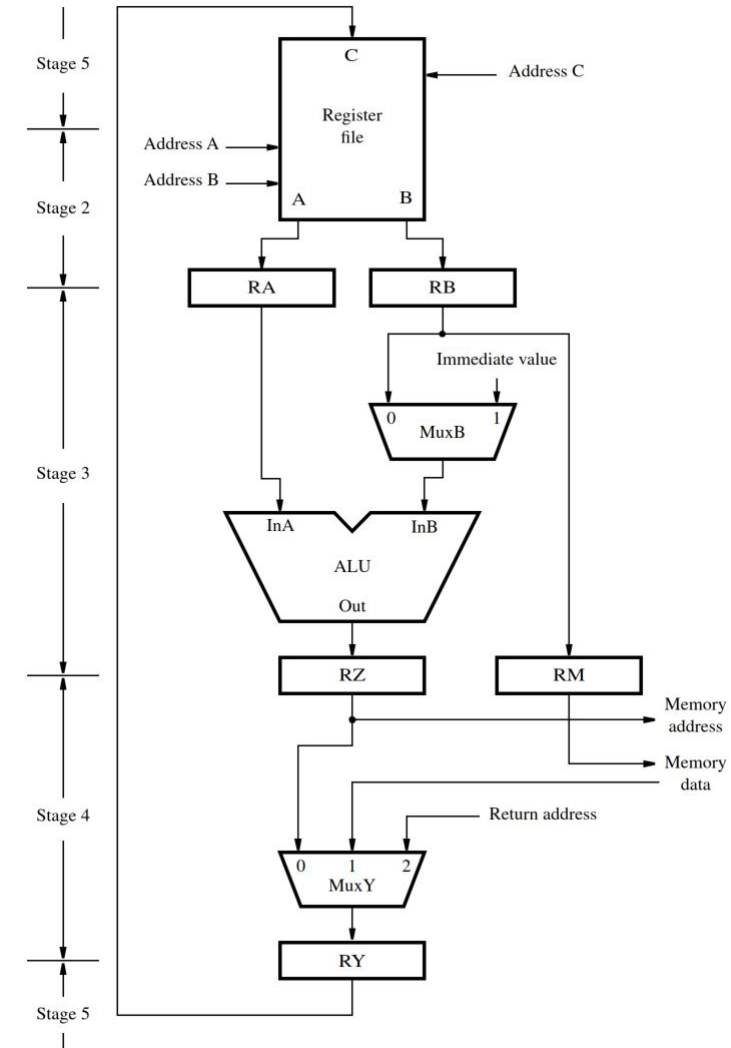 C
Stage 5
Address C
Register
file
Address A
Address B
A
B
Stage 2
RA
RB
Immediate value
0
1
MuxB
Stage 3
InA
InB
ALU
Out
RZ
RM
Memory
address
Memory
data
Stage 4
Return address
0
1
2
MuxY
RY
Stage 5